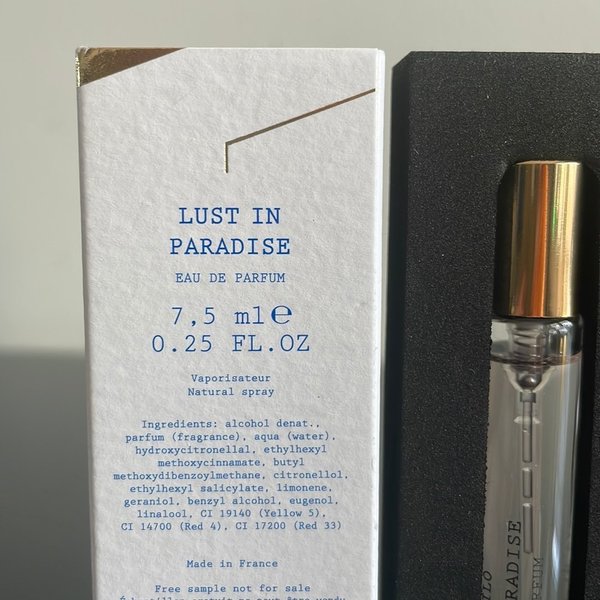 LUST IN
PARADISE
EAU DE PARFUM
7,5 ml℮
0.25 FL.OZ
Vaporisateur
Natural spray
Ingredients: alcohol denat.,
parfum (fragrance), aqua (water),
hydroxycitronellal, ethylhexyl
methoxycinnamate, butyl
methoxydibenzoylmethane, citronellol,
ethylhexyl salicylate, limonene,
geraniol, benzyl alcohol, eugenol,
linalool, CI 19140 (Yellow 5),
CI 14700 (Red 4), CI 17200 (Red 33)
Made in France
Free sample not for sale